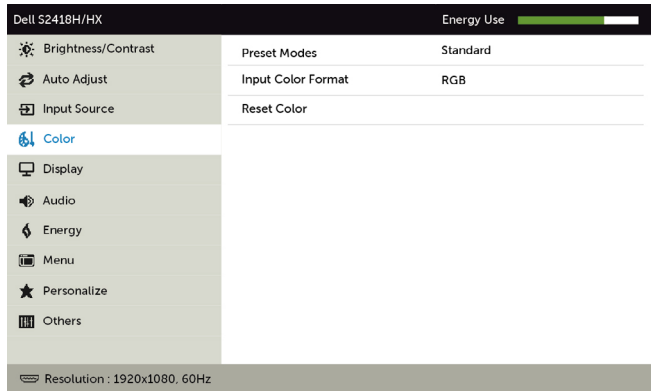 Dell S2418H/HX Energy Use
Brightness/Contrast
Auto Adjust
Input Source
Color
Display
Audio
Energy
Menu
Personalize
Others
Preset Modes Standard
Input Color Format RGB
Reset Color
Resolution : 1920x1080, 60Hz